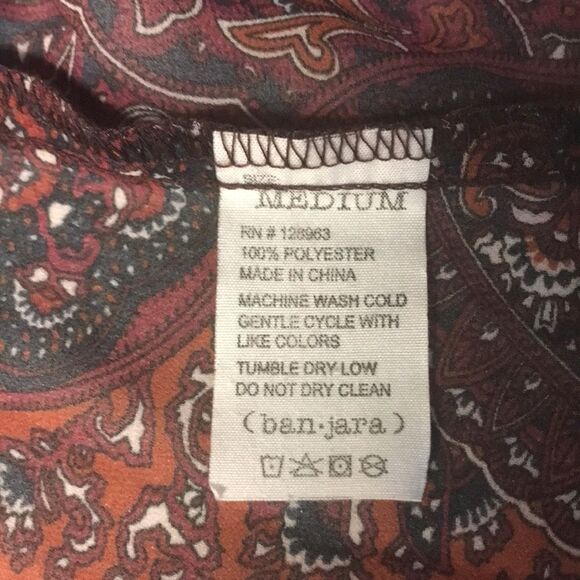 SIZE:
MEDIUM
RN # 128963
100% POLYESTER
MADE IN CHINA
MACHINE WASH COLD
GENTLE CYCLE WITH
LIKE COLORS
TUMBLE DRY LOW
DO NOT DRY CLEAN
(ban·jara)